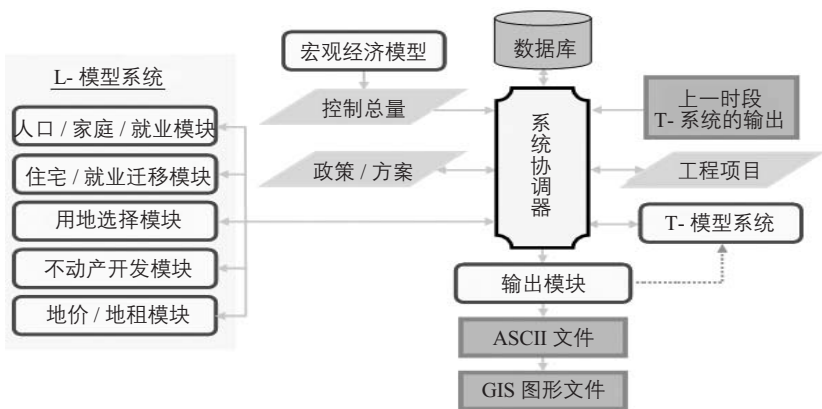 宏观经济模型
数据库
L- 模型系统
控制总量
上一时段
T- 系统的输出
人口 / 家庭 / 就业模块
系统协调器
住宅 / 就业迁移模块
政策 / 方案
工程项目
用地选择模块
T- 模型系统
不动产开发模块
输出模块
地价 / 地租模块
ASCII 文件
GIS 图形文件